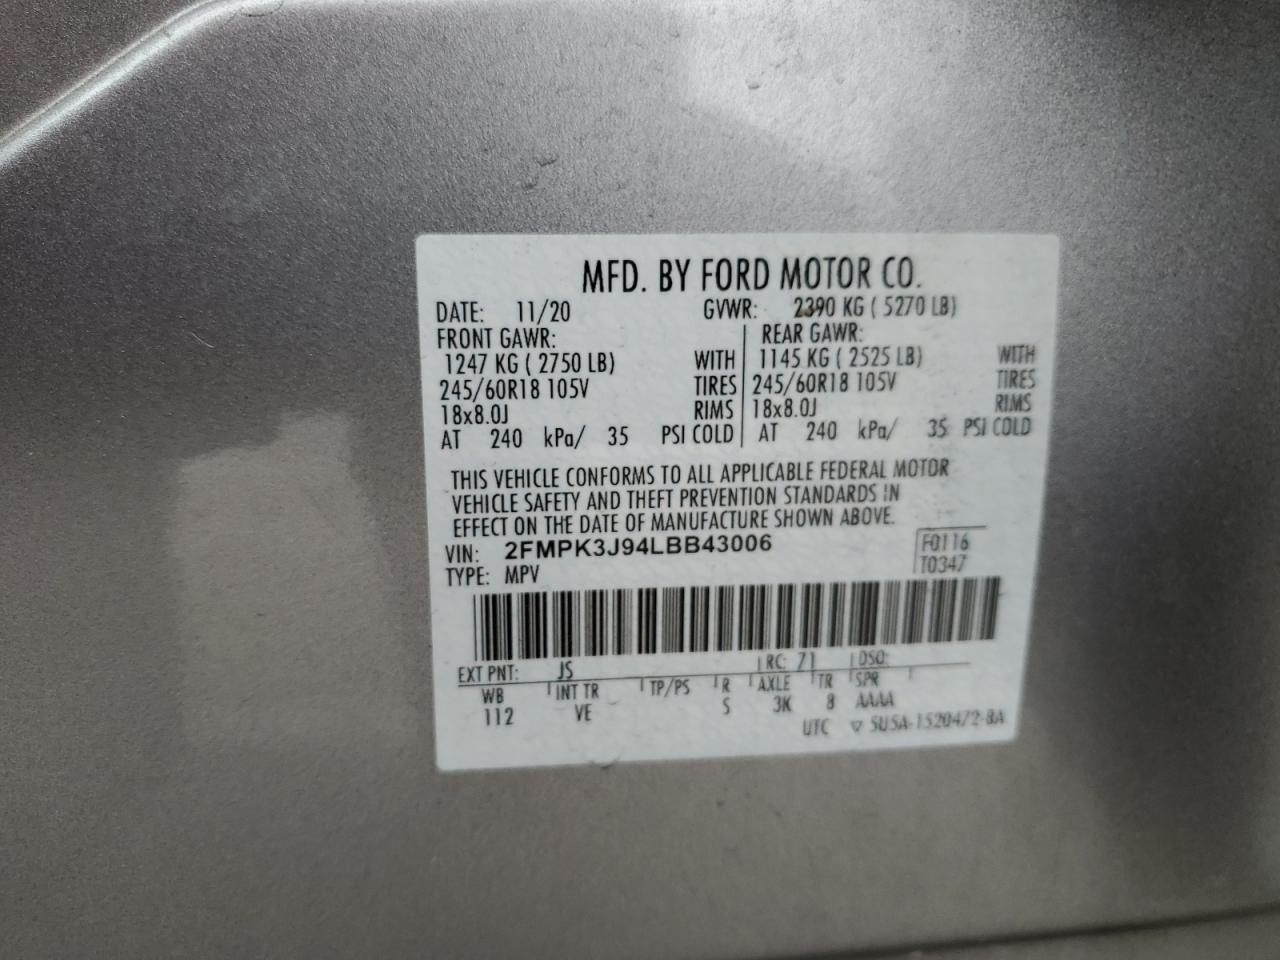 MFD. BY FORD MOTOR CO.
DATE: 11/20 GVWR: 2390 KG ( 5270 LB)
FRONT GAWR: REAR GAWR:
1247 KG ( 2750 LB) WITH 1145 KG ( 2525 LB) WITH
245/60R18 105V TIRES 245/60R18 105V TIRES
18x8.0J RIMS 18x8.0J RIMS
AT 240 kPa/ 35 PSI COLD AT 240 kPa/ 35 PSI COLD
THIS VEHICLE CONFORMS TO ALL APPLICABLE FEDERAL MOTOR
VEHICLE SAFETY AND THEFT PREVENTION STANDARDS IN
EFFECT ON THE DATE OF MANUFACTURE SHOWN ABOVE.
VIN: 2FMPK3J94LBB43006 F0116
TYPE: MPV T0347
EXT PNT: JS RC: 71 DSO:
WB INT TR TP/PS R AXLE TR SPR
112 VE S 3K 8 AAAA
UTC ▽ 5U5A-1520472-BA